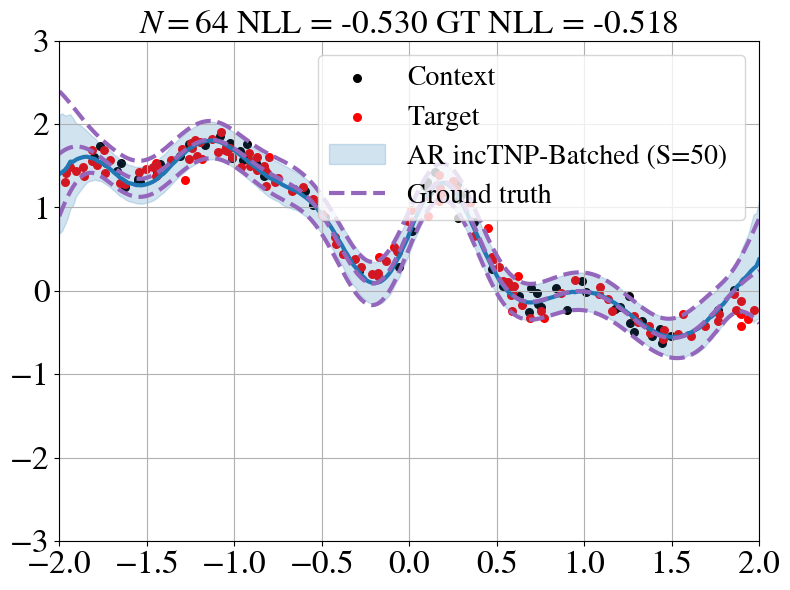 N = 64 NLL = -0.530 GT NLL = -0.518
Context
Target
AR incTNP-Batched (S=50)
Ground truth
3
2
1
0
−1
−2
−3
−2.0 −1.5 −1.0 −0.5 0.0 0.5 1.0 1.5 2.0